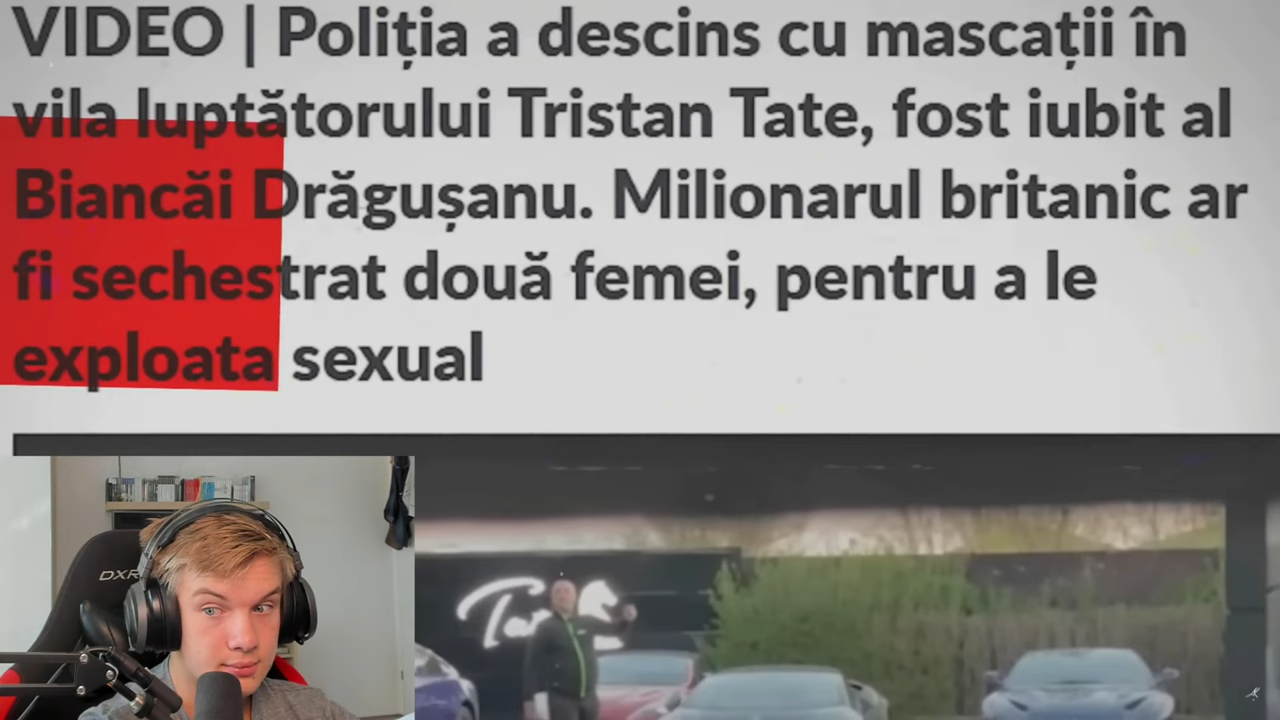 VIDEO | Poliția a descins cu mascații în
vila luptătorului Tristan Tate, fost iubit al
Biancăi Drăgușanu. Milionarul britanic ar
fi sechestrat două femei, pentru a le
exploata sexual
DXR